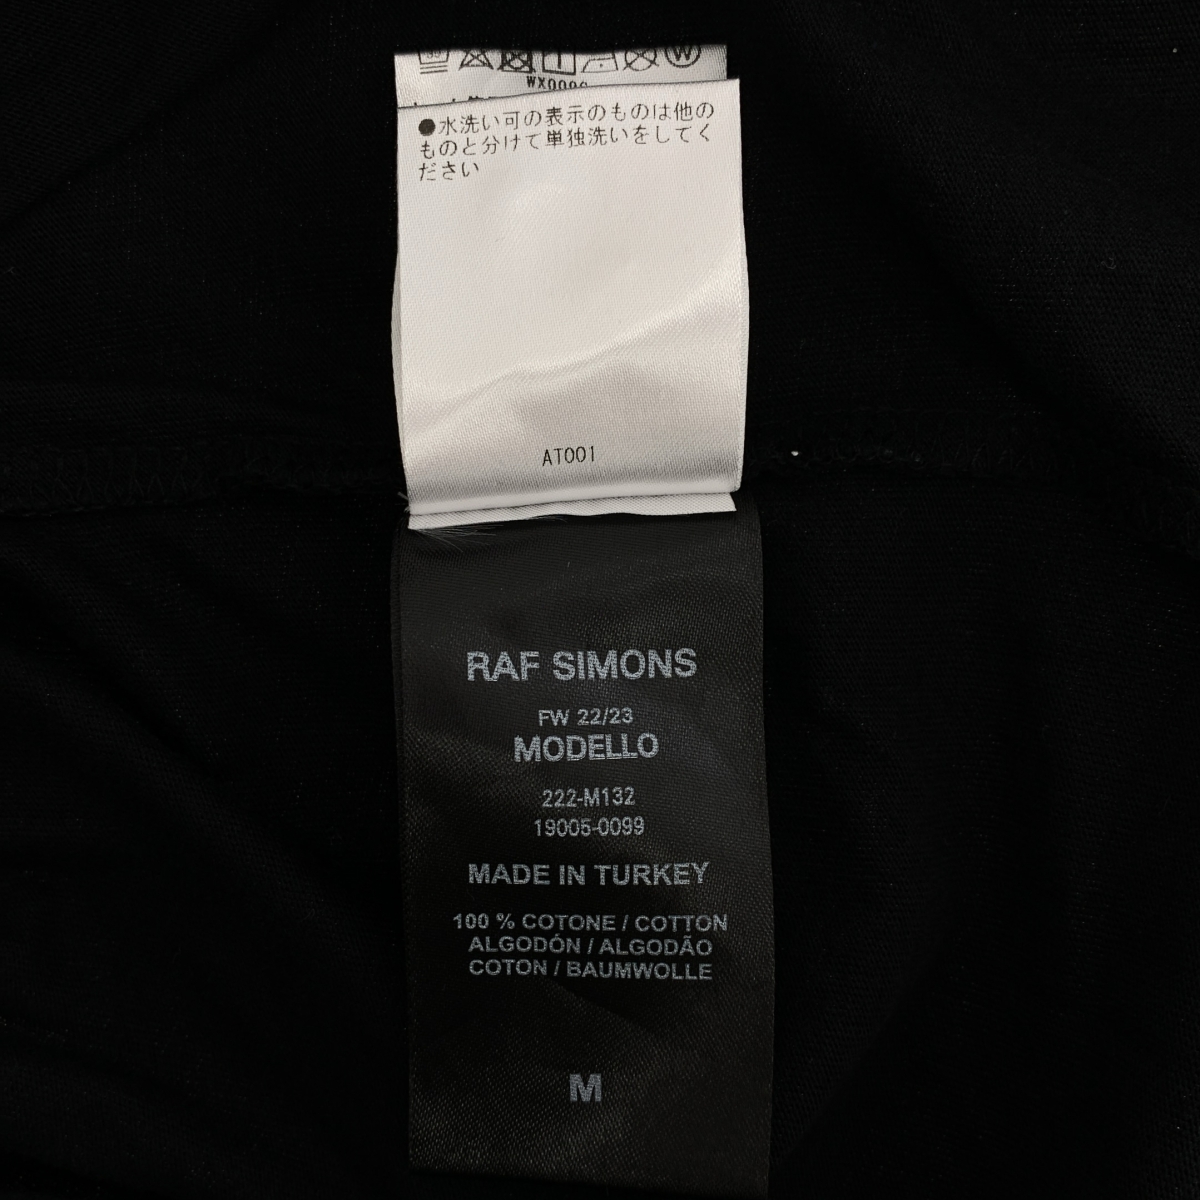 ●水洗い可の表示のものは他の
ものと分けて単独洗いをしてく
ださい
AT001
RAF SIMONS
FW 22/23
MODELLO
222-M132
19005-0099
MADE IN TURKEY
100 % COTONE / COTTON
ALGODÓN / ALGODÃO
COTON / BAUMWOLLE
M